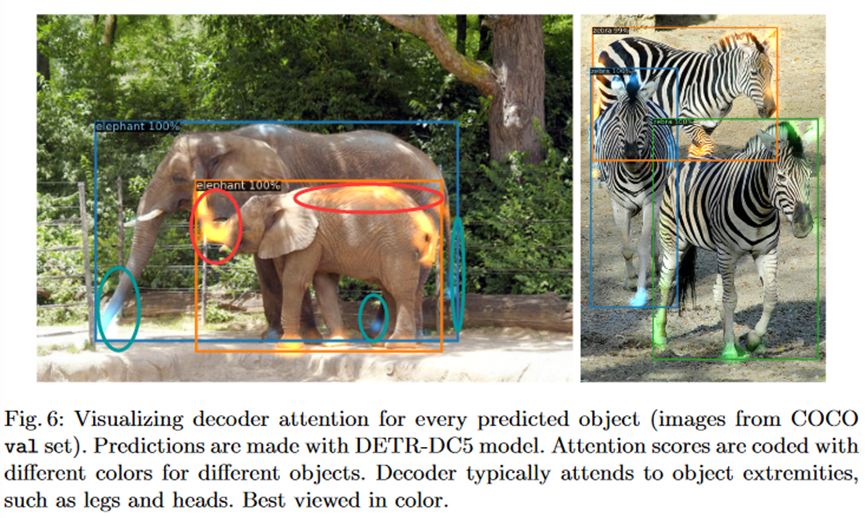 elephant 100%
elephant 100%
zebra 99%
zebra 100%
zebra 100%
Fig. 6: Visualizing decoder attention for every predicted object (images from COCO
val set). Predictions are made with DETR-DC5 model. Attention scores are coded with
different colors for different objects. Decoder typically attends to object extremities,
such as legs and heads. Best viewed in color.